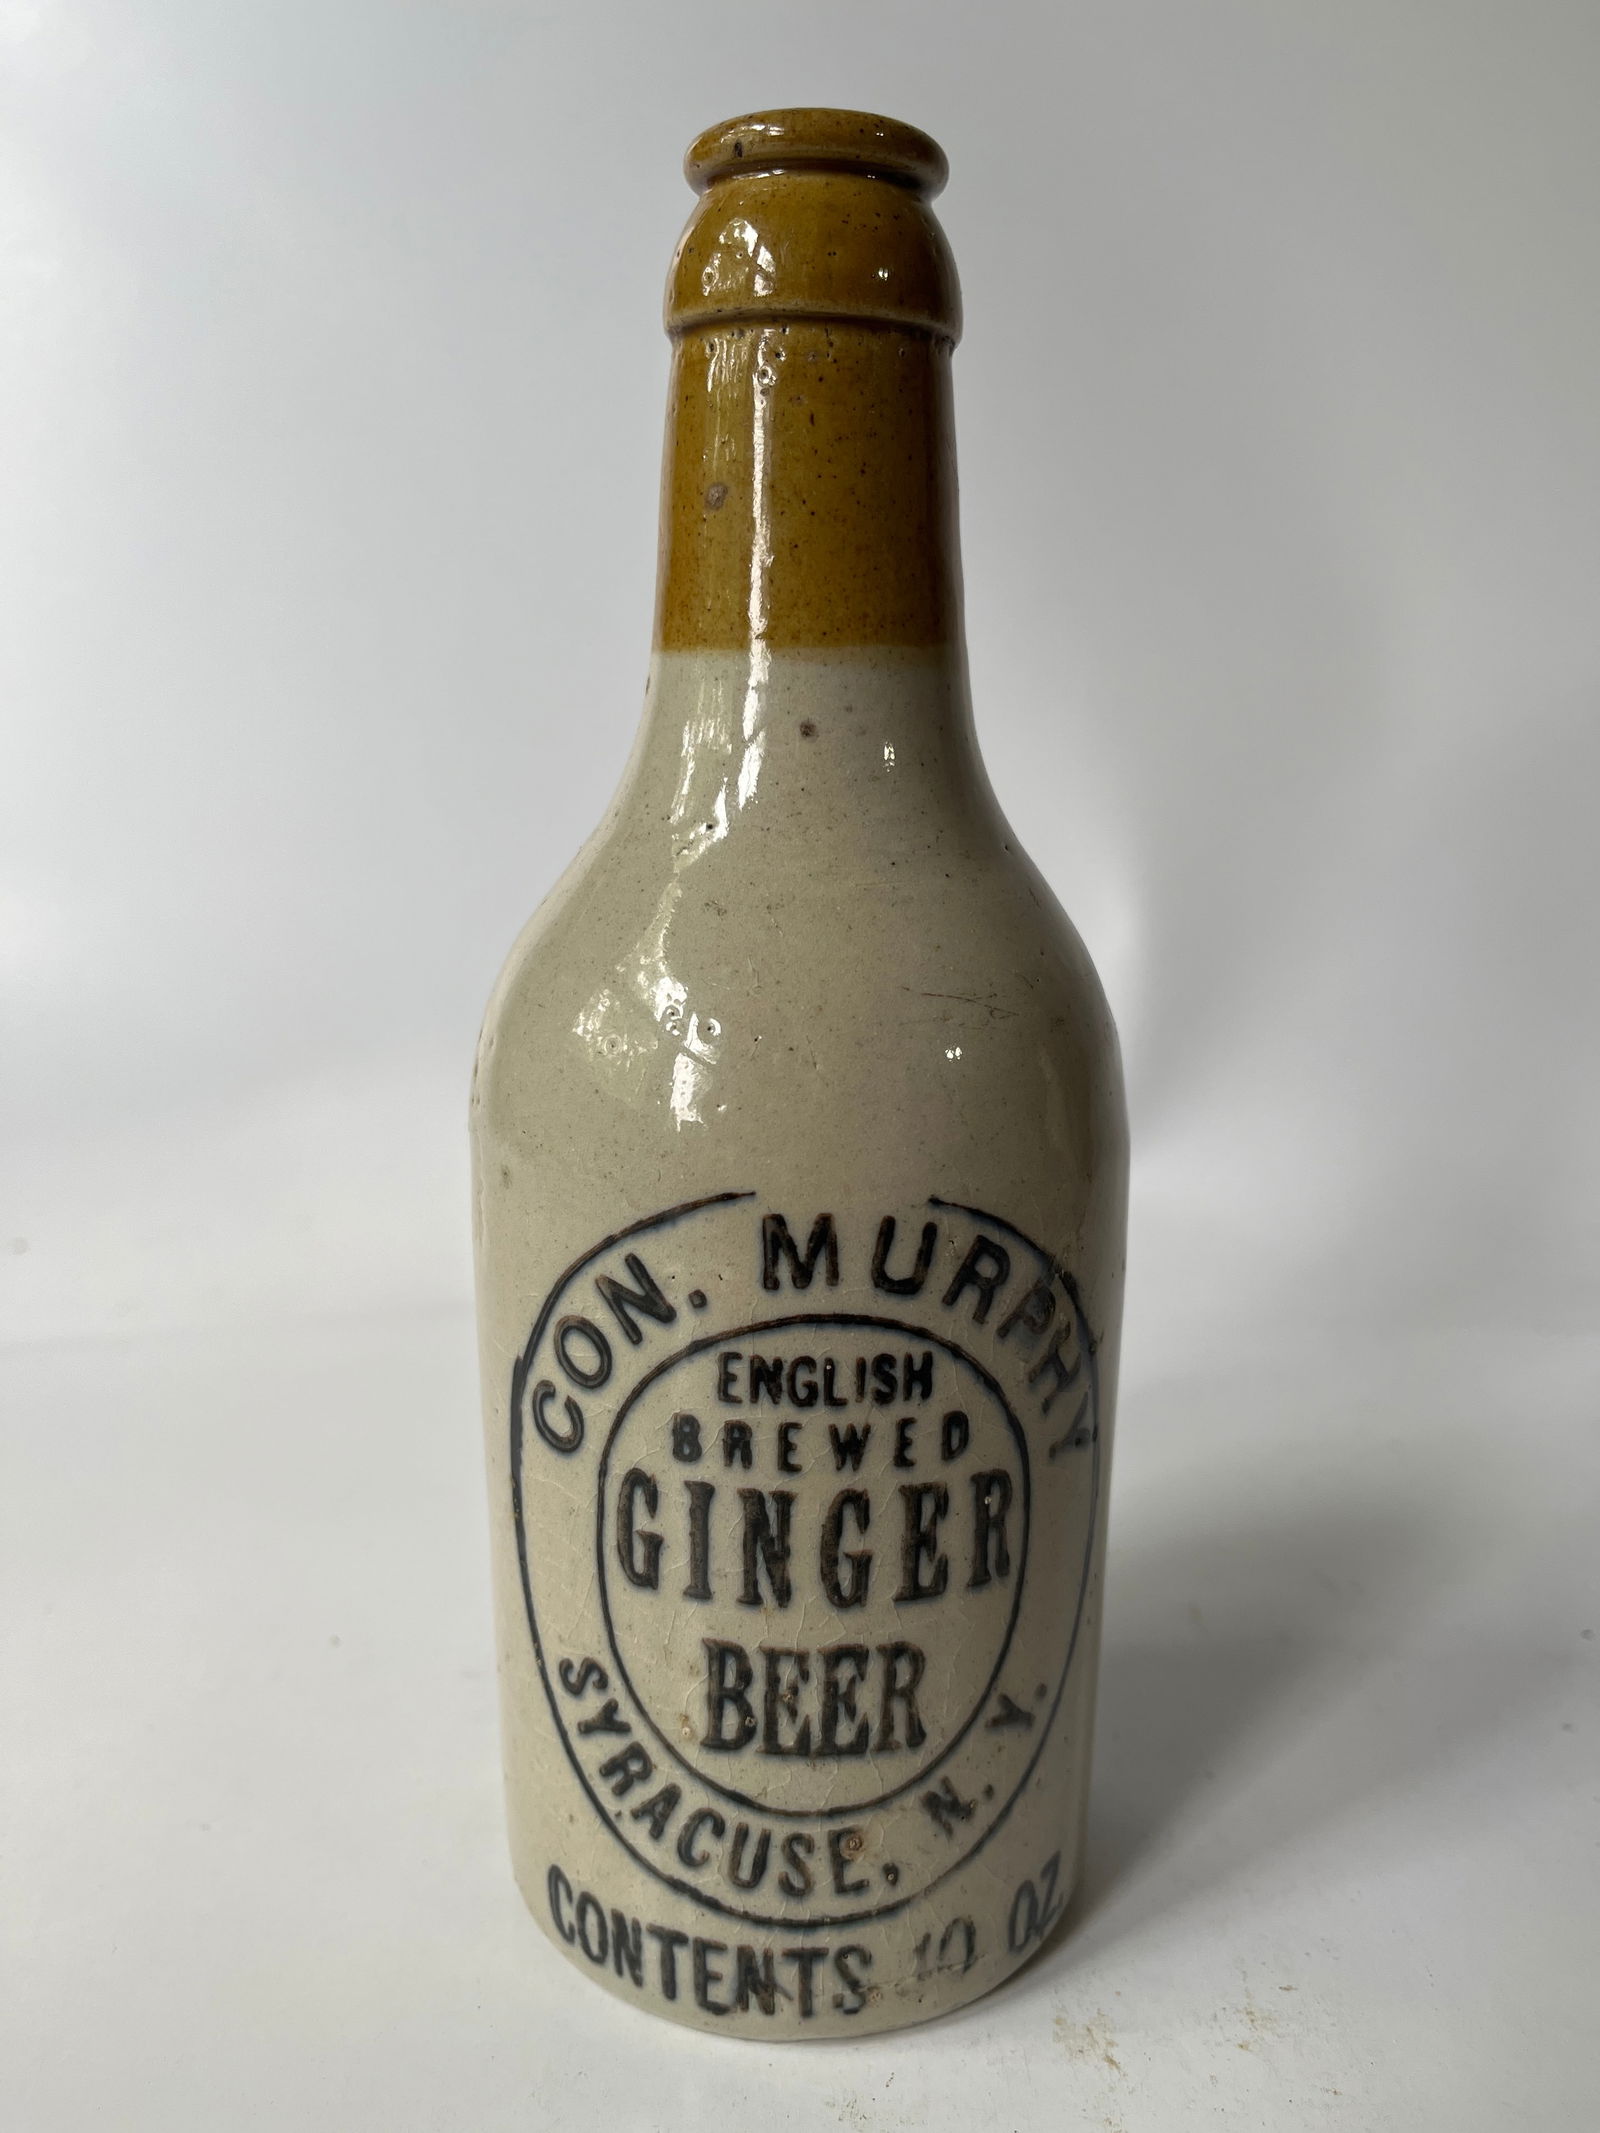 CON. MURPHY
ENGLISH
BREWED
GINGER
BEER
SYRACUSE, N. Y.
CONTENTS 10 OZ